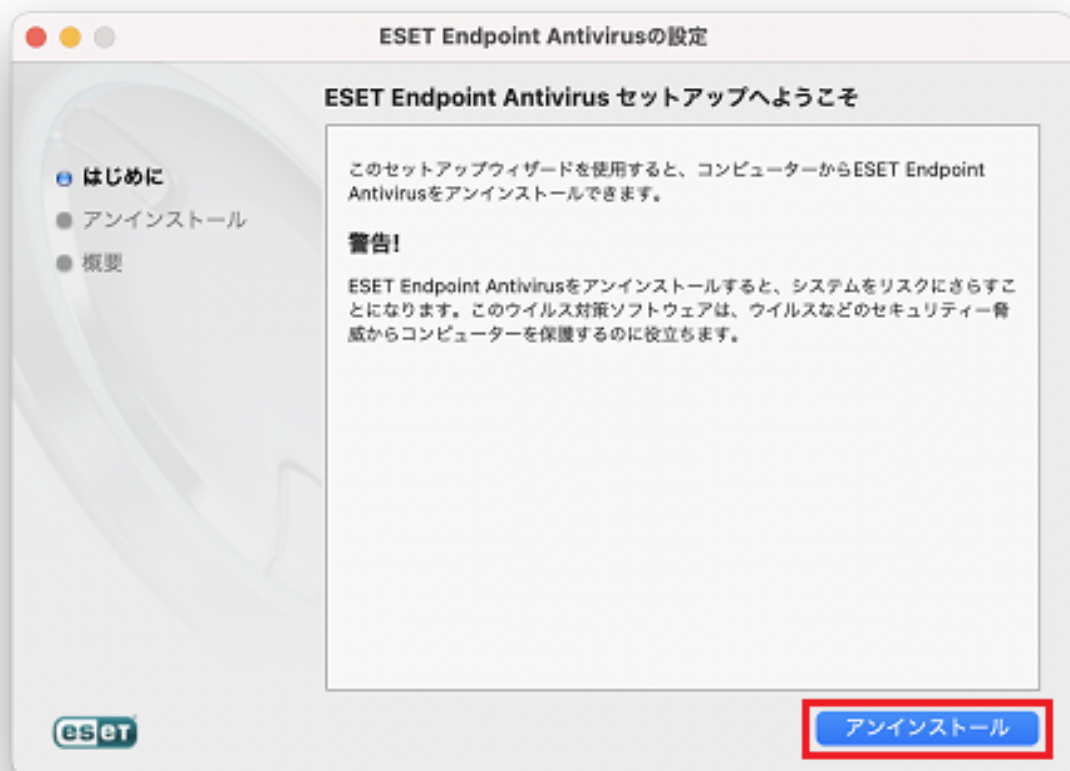 ESET Endpoint Antivirusの設定
ESET Endpoint Antivirus セットアップへようこそ
はじめに
アンインストール
概要
このセットアップウィザードを使用すると、コンピューターからESET Endpoint
Antivirusをアンインストールできます。
警告!
ESET Endpoint Antivirusをアンインストールすると、システムをリスクにさらすこ
とになります。このウイルス対策ソフトウェアは、ウイルスなどのセキュリティー脅
威からコンピューターを保護するのに役立ちます。
eset
アンインストール